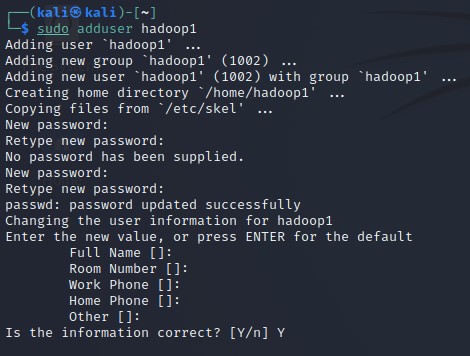 ┌──(kali㉿kali)-[~]
└─$ sudo adduser hadoop1
Adding user `hadoop1' ...
Adding new group `hadoop1' (1002) ...
Adding new user `hadoop1' (1002) with group `hadoop1' ...
Creating home directory `/home/hadoop1' ...
Copying files from `/etc/skel' ...
New password:
Retype new password:
No password has been supplied.
New password:
Retype new password:
passwd: password updated successfully
Changing the user information for hadoop1
Enter the new value, or press ENTER for the default
        Full Name []:
        Room Number []:
        Work Phone []:
        Home Phone []:
        Other []:
Is the information correct? [Y/n] Y